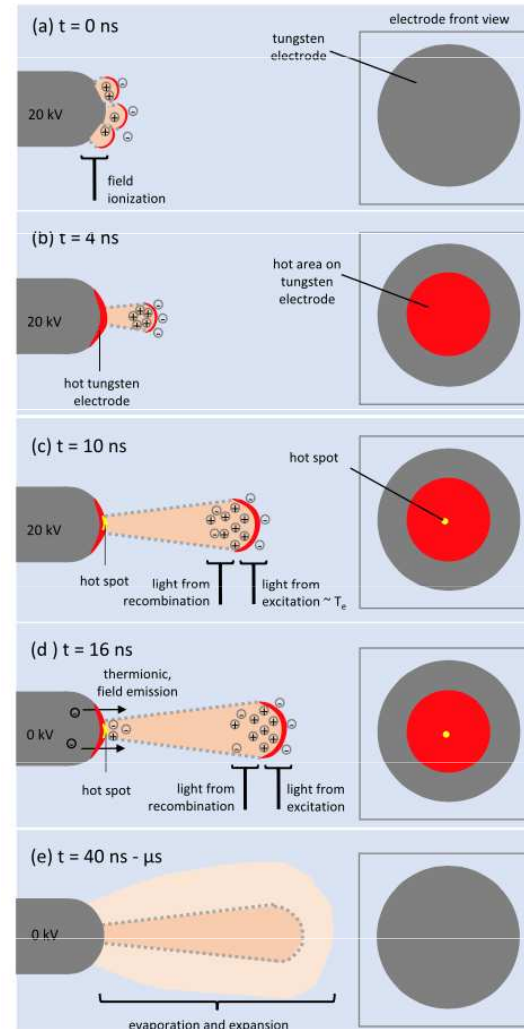 (a) t = 0 ns
electrode front view
tungsten
electrode
20 kV
field
ionization
(b) t = 4 ns
hot area on
tungsten
electrode
20 kV
hot tungsten
electrode
(c) t = 10 ns
hot spot
20 kV
hot spot
light from
recombination
light from
excitation ~ Te
(d ) t = 16 ns
thermionic,
field emission
0 kV
hot spot
light from
recombination
light from
excitation
(e) t = 40 ns - μs
0 kV
evaporation and expansion